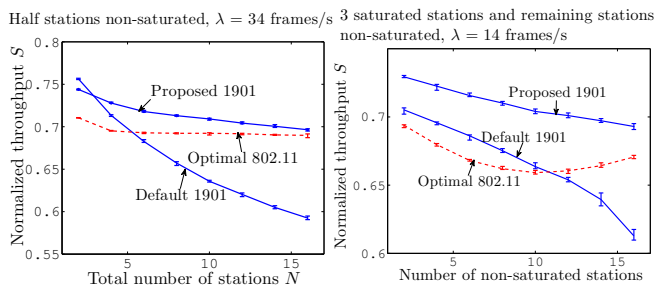 Half stations non-saturated, λ = 34 frames/s
0.8
0.75
0.7
0.65
0.6
0.55
Normalized throughput S
Proposed 1901
Optimal 802.11
Default 1901
5
10
15
Total number of stations N
3 saturated stations and remaining stations
non-saturated, λ = 14 frames/s
0.7
0.65
0.6
Normalized throughput S
Proposed 1901
Default 1901
Optimal 802.11
5
10
15
Number of non-saturated stations